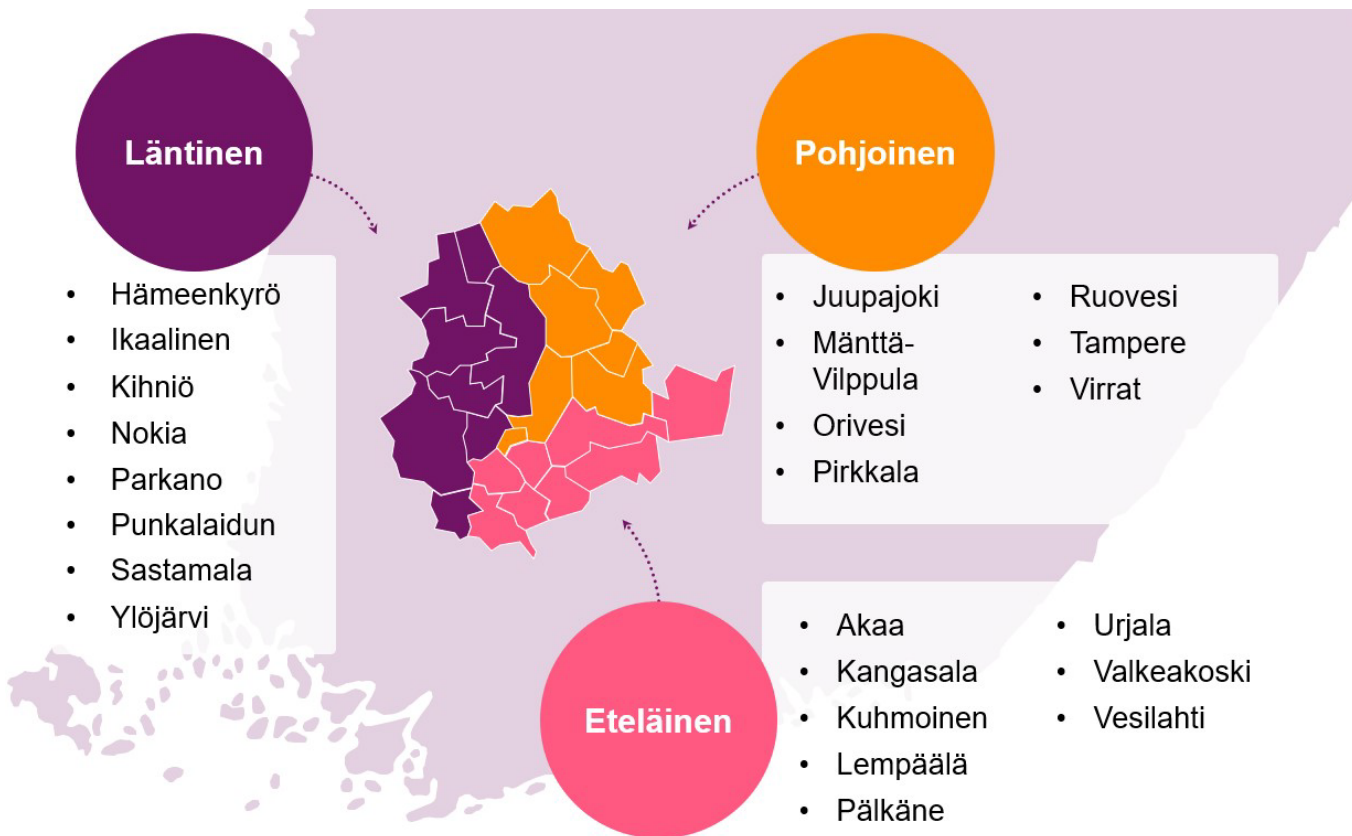 Läntinen
• Hämeenkyrö
• Ikaalinen
• Kihniö
• Nokia
• Parkano
• Punkalaidun
• Sastamala
• Ylöjärvi
Pohjoinen
• Juupajoki
• Mänttä-
Vilppula
• Orivesi
• Pirkkala
• Ruovesi
• Tampere
• Virrat
Eteläinen
• Akaa
• Kangasala
• Kuhmoinen
• Lempäälä
• Pälkäne
• Urjala
• Valkeakoski
• Vesilahti